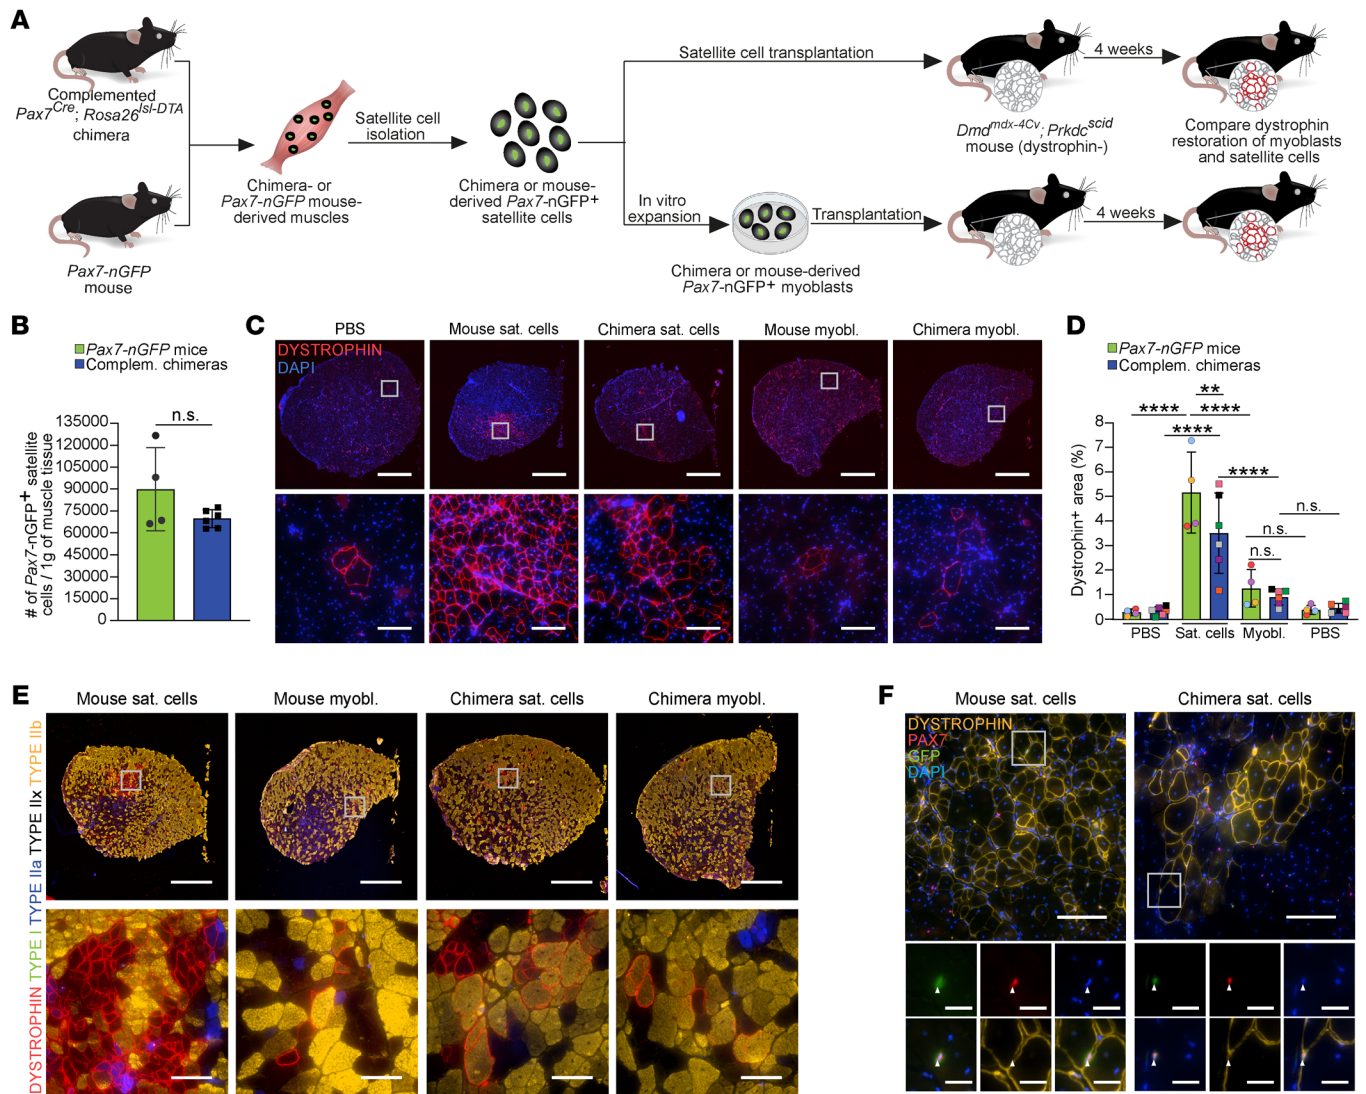 A
Complemented
Pax7Cre; Rosa26lsl-DTA
chimera
Pax7-nGFP
mouse
Chimera- or
Pax7-nGFP mouse-
derived muscles
Satellite cell
isolation
Chimera or mouse-
derived Pax7-nGFP+
satellite cells
Satellite cell transplantation
In vitro
expansion
Chimera or mouse-derived
Pax7-nGFP+ myoblasts
Transplantation
Dmdmdx-4Cv; Prkdcscid
mouse (dystrophin-)
4 weeks
4 weeks
Compare dystrophin
restoration of myoblasts
and satellite cells
B
Pax7-nGFP mice
Complem. chimeras
# of Pax7-nGFP+ satellite
cells / 1g of muscle tissue
135000
120000
105000
90000
75000
60000
45000
30000
15000
0
n.s.
C
PBS
Mouse sat. cells
Chimera sat. cells
Mouse myobl.
Chimera myobl.
DYSTROPHIN
DAPI
D
Pax7-nGFP mice
Complem. chimeras
Dystrophin+ area (%)
8
7
6
5
4
3
2
1
0
**
**** ****
****
****
n.s.
n.s.
n.s.
PBS Sat. cells Myobl. PBS
E
Mouse sat. cells
Mouse myobl.
Chimera sat. cells
Chimera myobl.
DYSTROPHIN TYPE I TYPE IIa TYPE IIx TYPE IIb
F
Mouse sat. cells
Chimera sat. cells
DYSTROPHIN
PAX7
GFP
DAPI